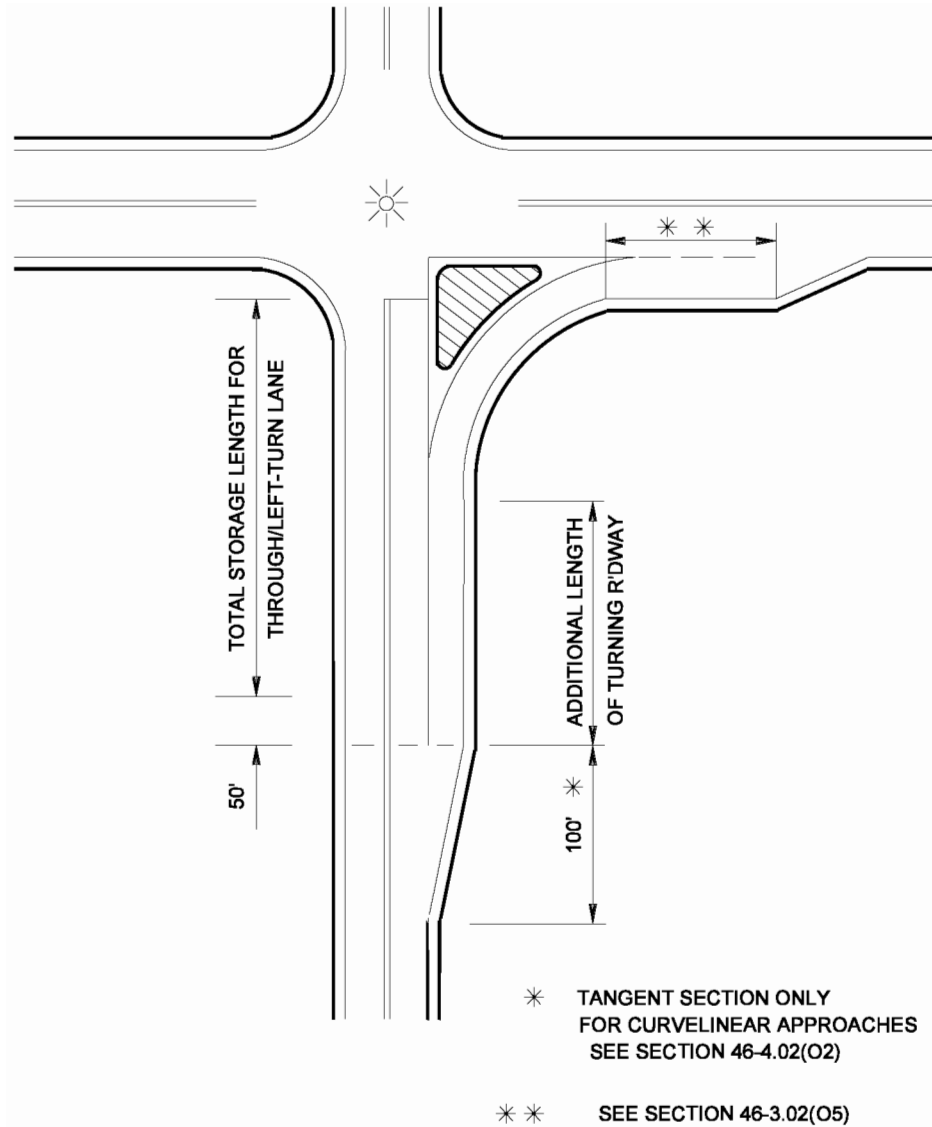 ✳ ✳
TOTAL STORAGE LENGTH FOR
THROUGH/LEFT-TURN LANE
ADDITIONAL LENGTH
OF TURNING R'DWAY
50'
100' ✳
✳ TANGENT SECTION ONLY
FOR CURVELINEAR APPROACHES
SEE SECTION 46-4.02(O2)
✳ ✳ SEE SECTION 46-3.02(O5)